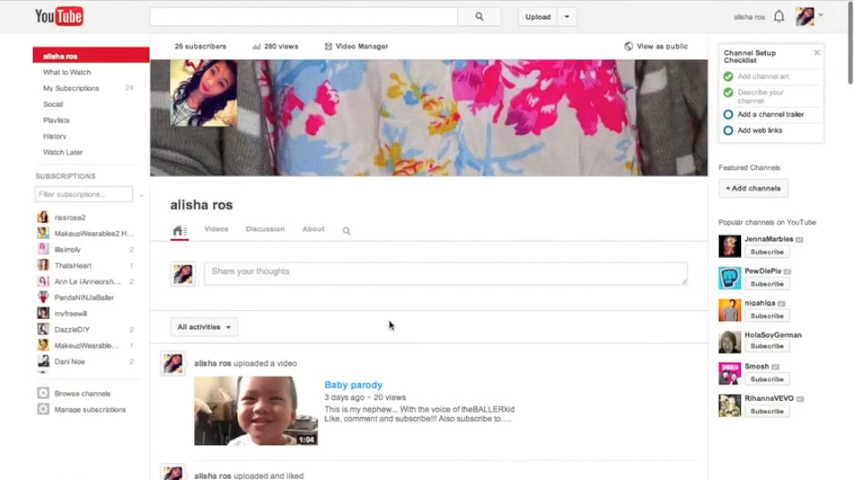 YouTube
Upload
alisha ros
26 subscribers
280 views
Video Manager
View as public
alisha ros
What to Watch
My Subscriptions 24
Social
Playlists
History
Watch Later
SUBSCRIPTIONS
Filter subscriptions...
rissrose2
MakeupWearables2 H...
lilisimply 2
ThatsHeart 1
Ann Le (Anneorsh... 2
PandaNINJaBaller
myfreewill
DazzleDIY 2
MakeupWearable... 1
Dani Noe 2
Browse channels
Manage subscriptions
alisha ros
Videos
Discussion
About
Share your thoughts
All activities
alisha ros uploaded a video
1:04
Baby parody
3 days ago • 20 views
This is my nephew... With the voice of theBALLERkid
Like, comment and subscribe!!! Also subscribe to....
alisha ros uploaded and liked
Channel Setup
Checklist
Add channel art
Describe your
channel
Add a channel trailer
Add web links
Featured Channels
+ Add channels
Popular channels on YouTube
JennaMarbles
Subscribe
PewDiePie
Subscribe
nigahiga
Subscribe
HolaSoyGerman
Subscribe
Smosh
Subscribe
RihannaVEVO
Subscribe